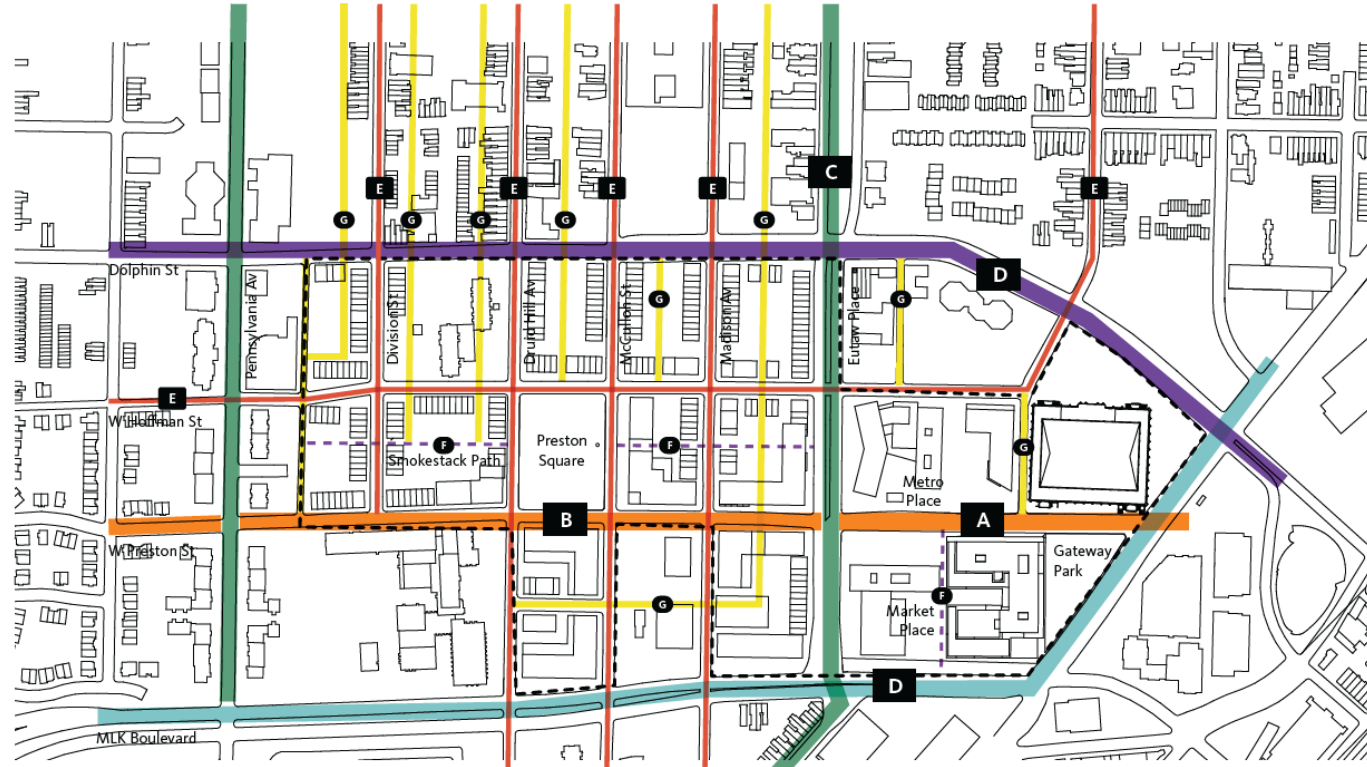 C
E
E
E
E
E
G
G
G
G
G
Dolphin St
D
Pennsylvania Av
Division St
Druid Hill Av
McCulloh St
Madison Av
Eutaw Place
G
G
E
W Hoffman St
F
Smokestack Path
Preston
Square
F
G
Metro
Place
B
A
W Preston St
Gateway
Park
G
F
Market
Place
D
MLK Boulevard